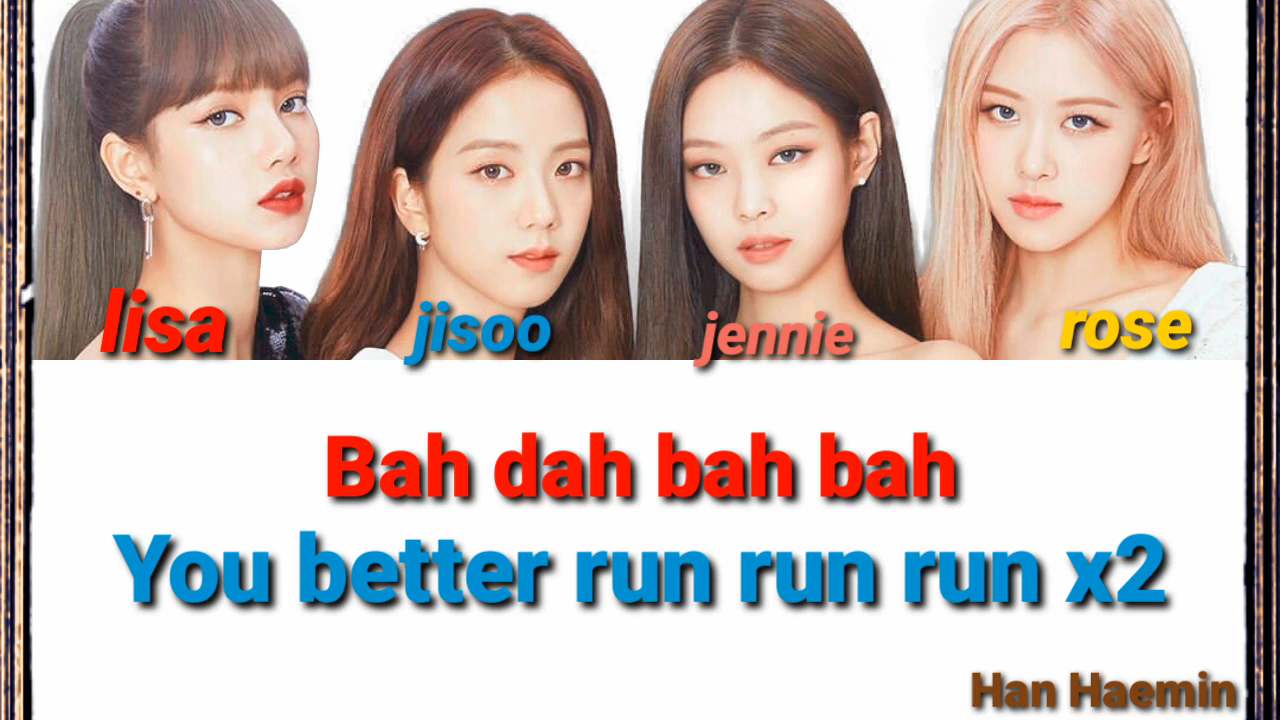 lisa jisoo jennie rose
Bah dah bah bah
You better run run run x2
Han Haemin